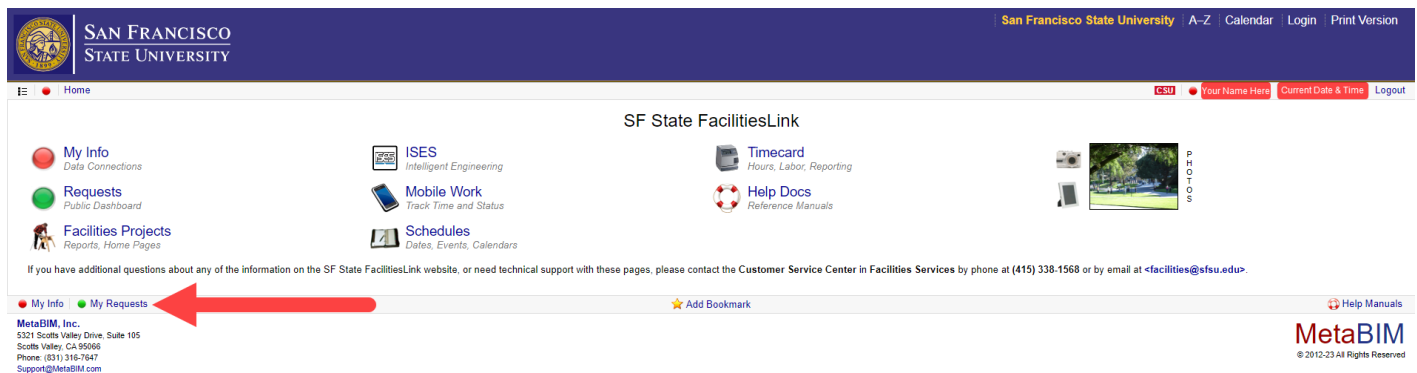 SAN FRANCISCO
STATE UNIVERSITY
San Francisco State University A–Z Calendar Login Print Version
Home
CSU Your Name Here Current Date & Time Logout
SF State FacilitiesLink
My Info
Data Connections
ISES
Intelligent Engineering
Timecard
Hours, Labor, Reporting
Requests
Public Dashboard
Mobile Work
Track Time and Status
Help Docs
Reference Manuals
PHOTOS
Facilities Projects
Reports, Home Pages
Schedules
Dates, Events, Calendars
If you have additional questions about any of the information on the SF State FacilitiesLink website, or need technical support with these pages, please contact the Customer Service Center in Facilities Services by phone at (415) 338-1568 or by email at <facilities@sfsu.edu>.
My Info My Requests Add Bookmark Help Manuals
MetaBIM, Inc.
5321 Scotts Valley Drive, Suite 105
Scotts Valley, CA 95066
Phone: (831) 316-7647
Support@MetaBIM.com
MetaBIM
© 2012-23 All Rights Reserved